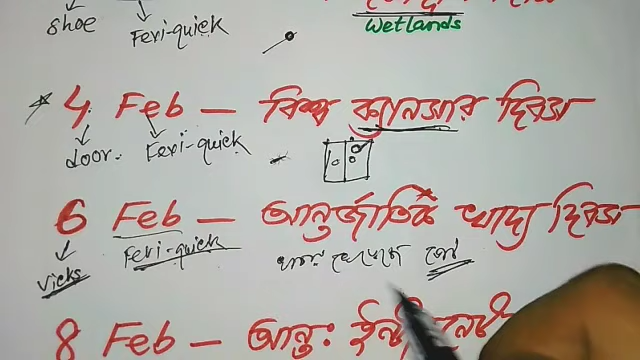 shoe Fevi-quick
Wetlands
4 Feb — বিশ্ব ক্যানসার দিবস
door. Fevi-quick
6 Feb — আন্তর্জাতিক খাদ্য দিবস
Vicks Fevi-quick
8 Feb — আন্তঃ